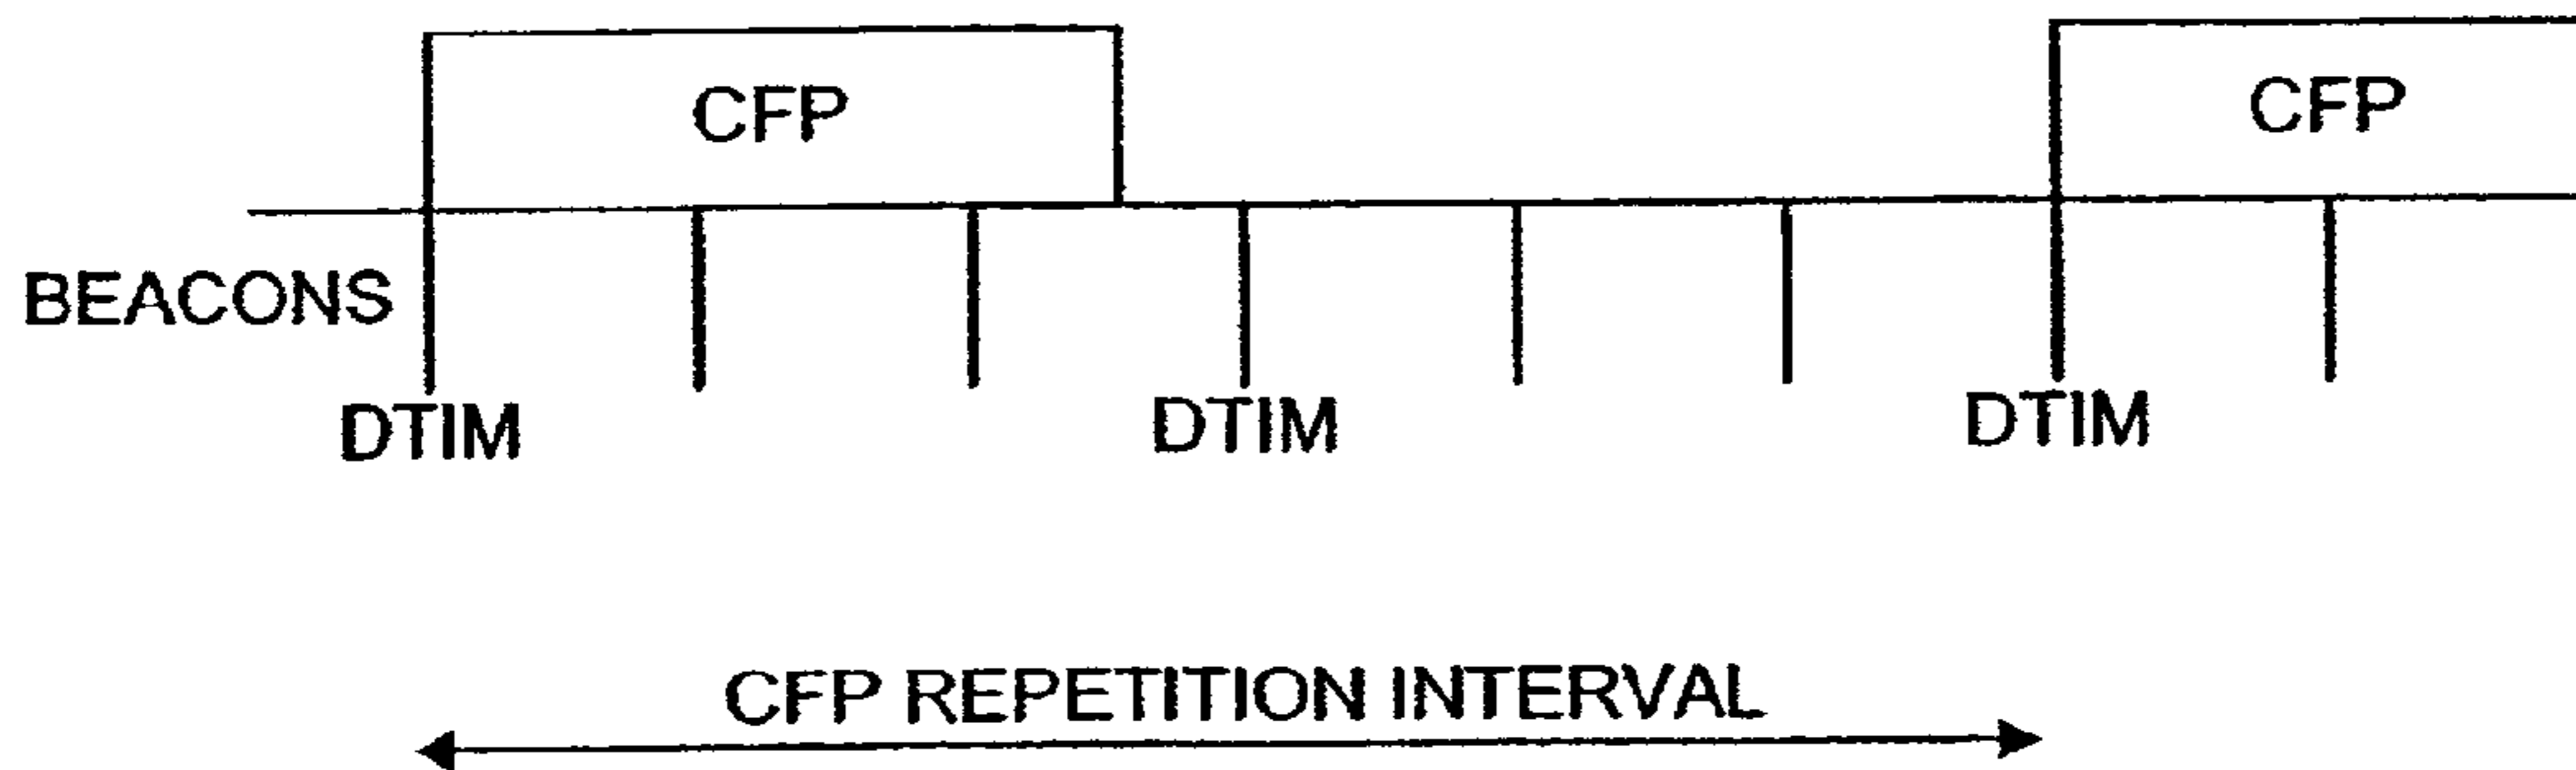 CFP CFP
BEACONS
DTIM DTIM DTIM
CFP REPETITION INTERVAL